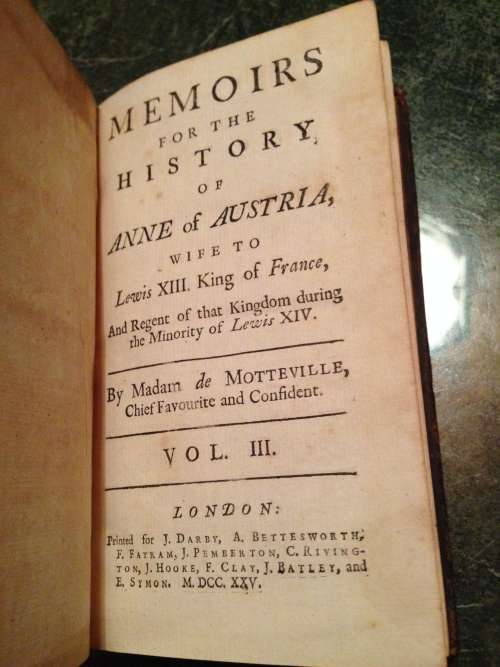 MEMOIRS
FOR THE
HISTORY
OF
ANNE of AUSTRIA,
WIFE TO
Lewis XIII. King of France,
And Regent of that Kingdom during
the Minority of Lewis XIV.
By Madam de MOTTEVILLE,
Chief Favourite and Confident.
VOL. III.
LONDON:
Printed for J. DARBY, A. BETTESWORTH,
F. FAYRAM, J. PEMBERTON, C. RIVING-
TON, J. HOOKE, F. CLAY, J. BATLEY, and
E. SYMON. M.DCC.XXV.